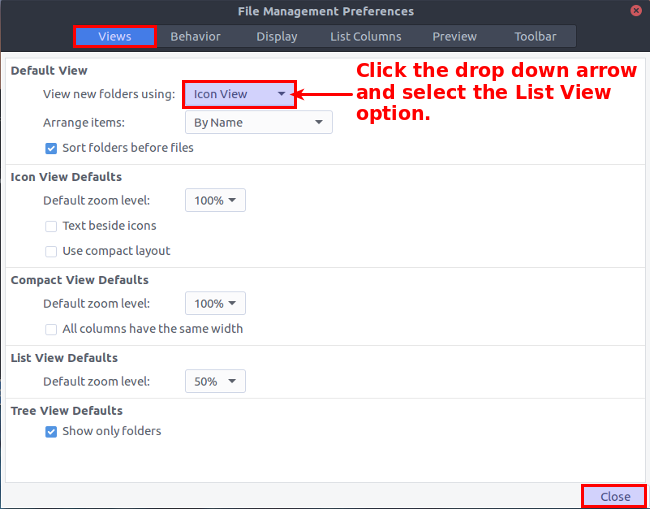 File Management Preferences
Views Behavior Display List Columns Preview Toolbar
Default View
View new folders using: Icon View
Click the drop down arrow
and select the List View
option.
Arrange items: By Name
Sort folders before files
Icon View Defaults
Default zoom level: 100%
Text beside icons
Use compact layout
Compact View Defaults
Default zoom level: 100%
All columns have the same width
List View Defaults
Default zoom level: 50%
Tree View Defaults
Show only folders
Close